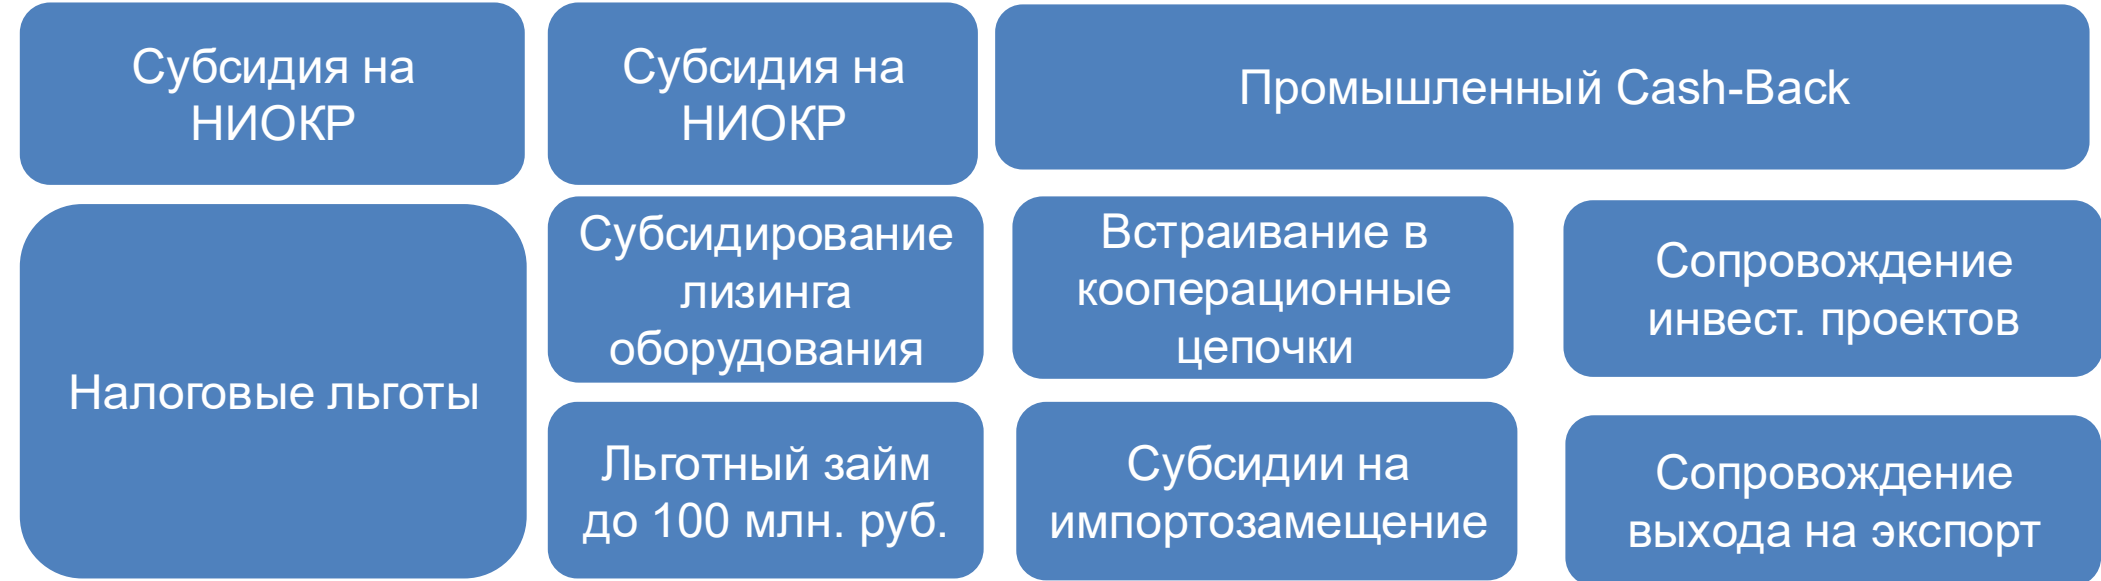 Субсидия на
НИОКР
Субсидия на
НИОКР
Промышленный Cash-Back
Налоговые льготы
Субсидирование
лизинга
оборудования
Встраивание в
кооперационные
цепочки
Сопровождение
инвест. проектов
Льготный займ
до 100 млн. руб.
Субсидии на
импортозамещение
Сопровождение
выхода на экспорт